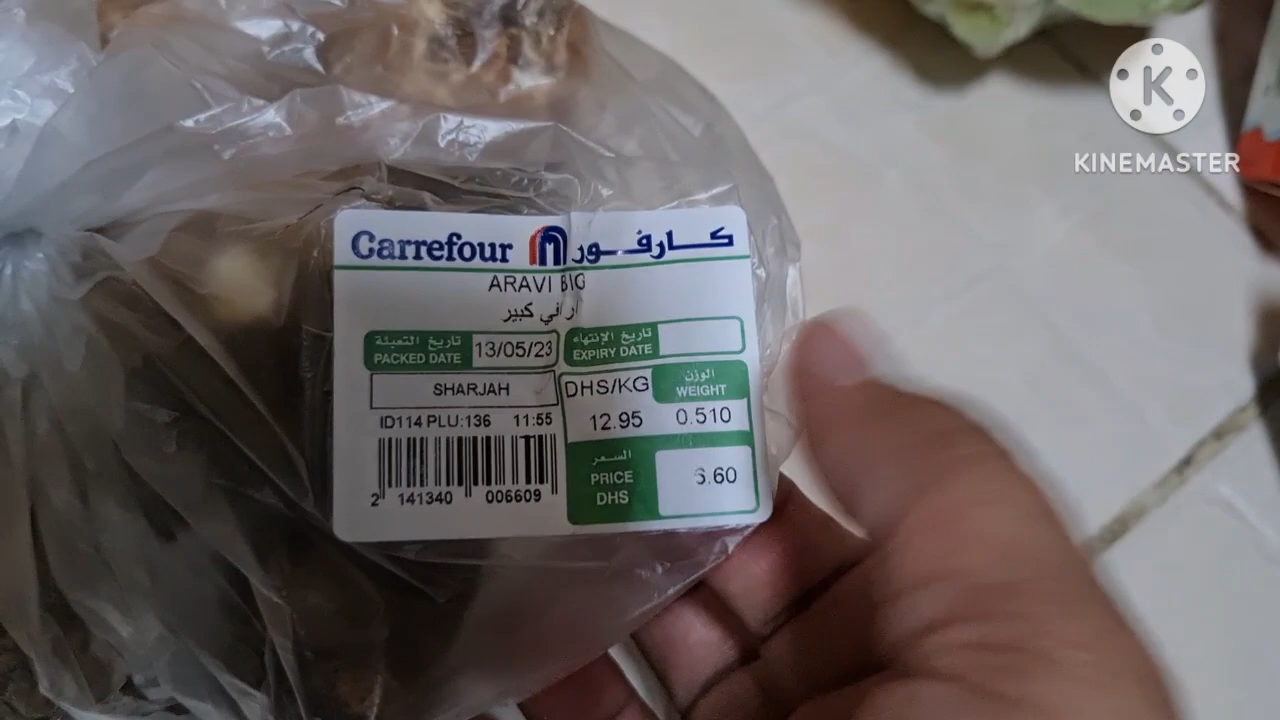 K
KINEMASTER
Carrefour كارفور
ARAVI BIG
اراني كبير
تاريخ التعبئة
PACKED DATE 13/05/23
تاريخ الإنتهاء
EXPIRY DATE
SHARJAH
DHS/KG
الوزن
WEIGHT
ID114 PLU:136 11:55
12.95 0.510
السعر
PRICE
DHS
6.60
2 141340 006609